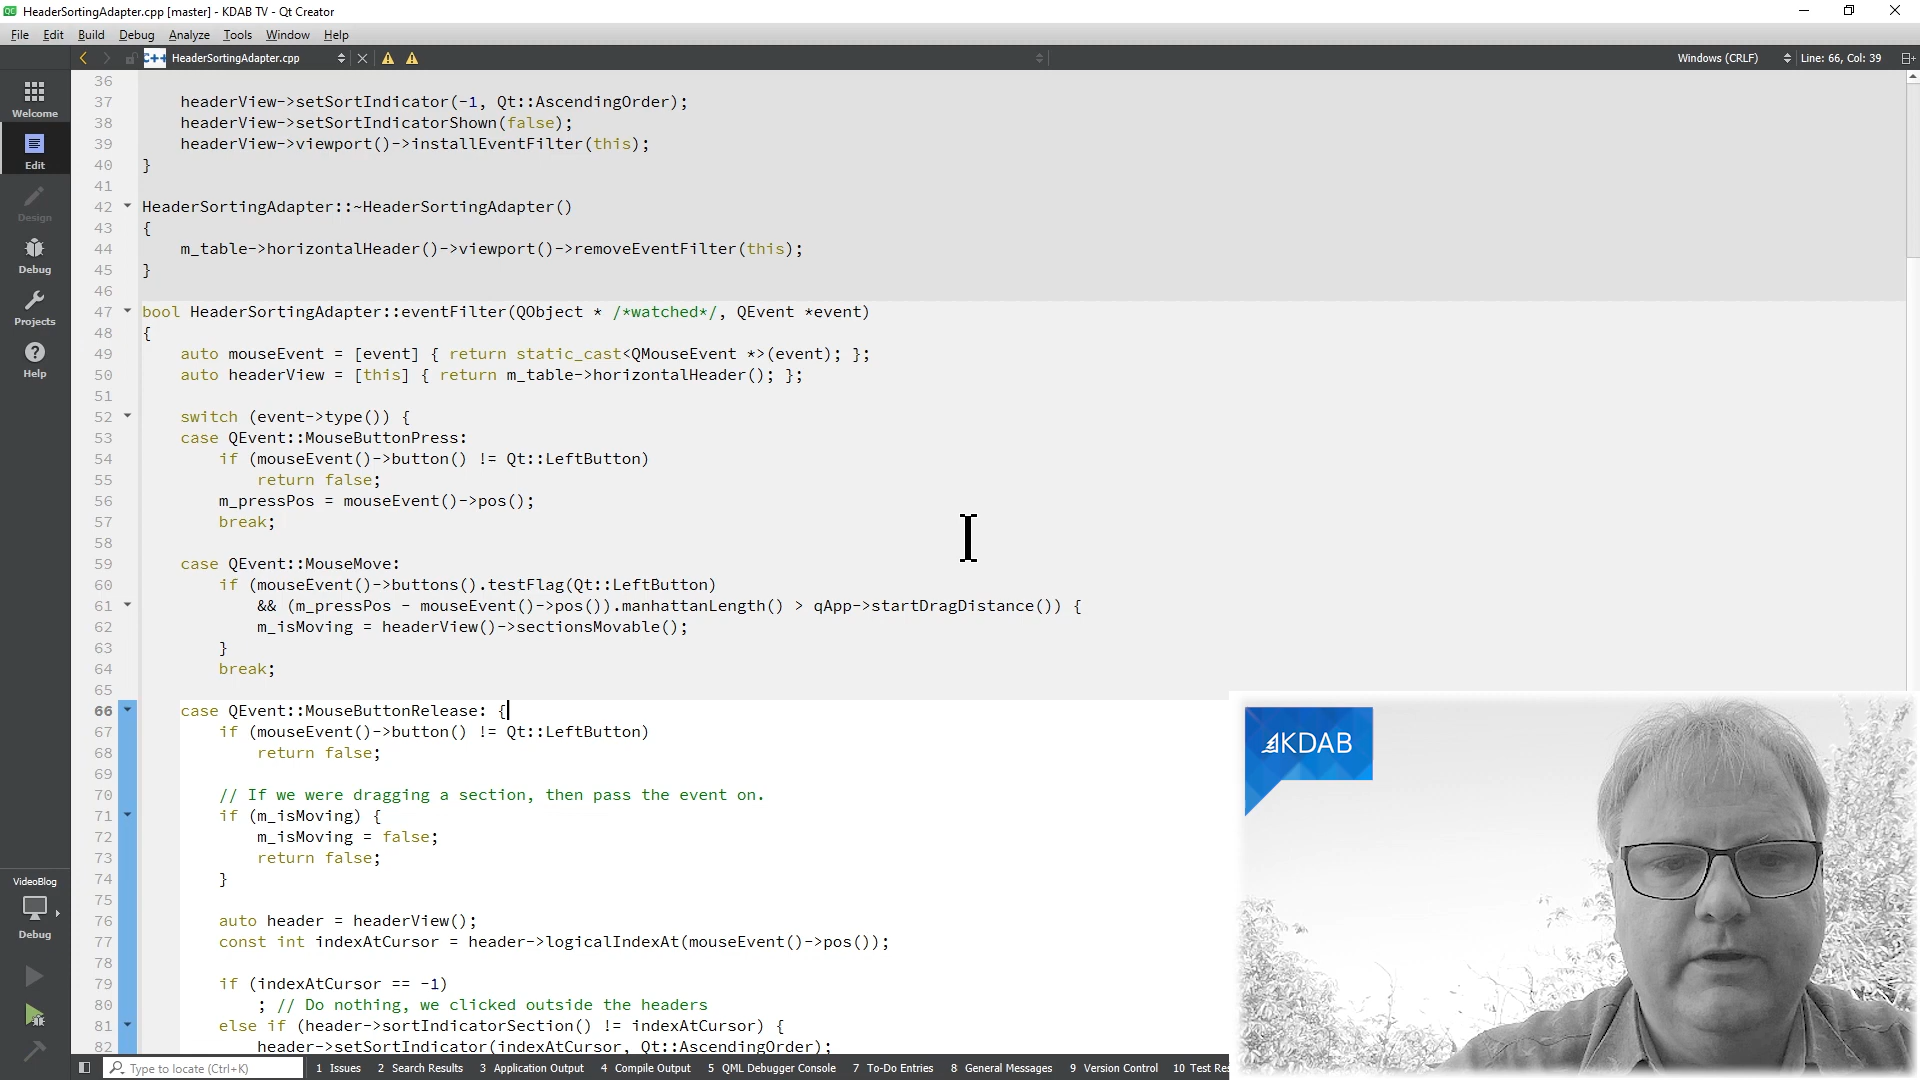 HeaderSortingAdapter.cpp [master] - KDAB TV - Qt Creator
File Edit Build Debug Analyze Tools Window Help
C++ HeaderSortingAdapter.cpp Windows (CRLF) Line: 66, Col: 39
Welcome
Edit
Design
Debug
Projects
Help
VideoBlog
Debug
36
37 headerView->setSortIndicator(-1, Qt::AscendingOrder);
38 headerView->setSortIndicatorShown(false);
39 headerView->viewport()->installEventFilter(this);
40 }
41
42 HeaderSortingAdapter::~HeaderSortingAdapter()
43 {
44 m_table->horizontalHeader()->viewport()->removeEventFilter(this);
45 }
46
47 bool HeaderSortingAdapter::eventFilter(QObject * /*watched*/, QEvent *event)
48 {
49 auto mouseEvent = [event] { return static_cast<QMouseEvent *>(event); };
50 auto headerView = [this] { return m_table->horizontalHeader(); };
51
52 switch (event->type()) {
53 case QEvent::MouseButtonPress:
54 if (mouseEvent()->button() != Qt::LeftButton)
55 return false;
56 m_pressPos = mouseEvent()->pos();
57 break;
58
59 case QEvent::MouseMove:
60 if (mouseEvent()->buttons().testFlag(Qt::LeftButton)
61 && (m_pressPos - mouseEvent()->pos()).manhattanLength() > qApp->startDragDistance()) {
62 m_isMoving = headerView()->sectionsMovable();
63 }
64 break;
65
66 case QEvent::MouseButtonRelease: {
67 if (mouseEvent()->button() != Qt::LeftButton)
68 return false;
69
70 // If we were dragging a section, then pass the event on.
71 if (m_isMoving) {
72 m_isMoving = false;
73 return false;
74 }
75
76 auto header = headerView();
77 const int indexAtCursor = header->logicalIndexAt(mouseEvent()->pos());
78
79 if (indexAtCursor == -1)
80 ; // Do nothing, we clicked outside the headers
81 else if (header->sortIndicatorSection() != indexAtCursor) {
82 header->setSortIndicator(indexAtCursor, Qt::AscendingOrder);
KDAB
Type to locate (Ctrl+K) 1 Issues 2 Search Results 3 Application Output 4 Compile Output 5 QML Debugger Console 7 To-Do Entries 8 General Messages 9 Version Control 10 Test Res